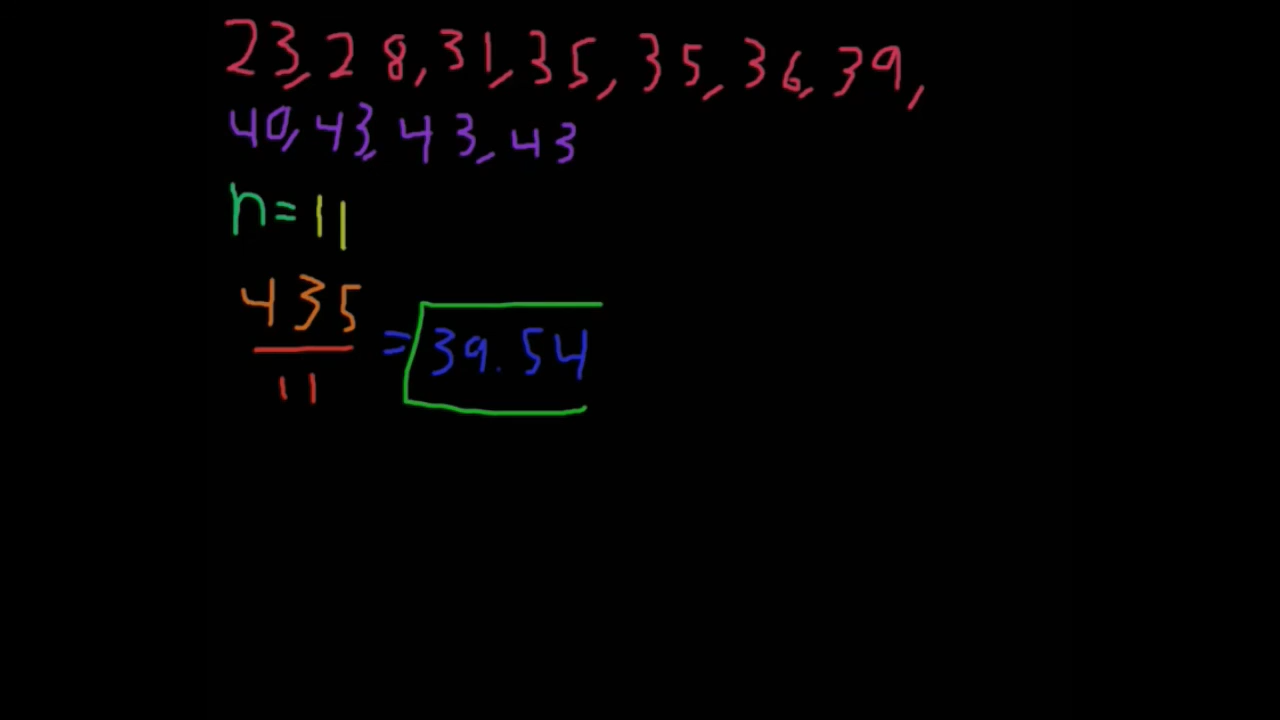 23, 28, 31, 35, 35, 36, 39,
40, 43, 43, 43
n = 11
435
11
= 39.54